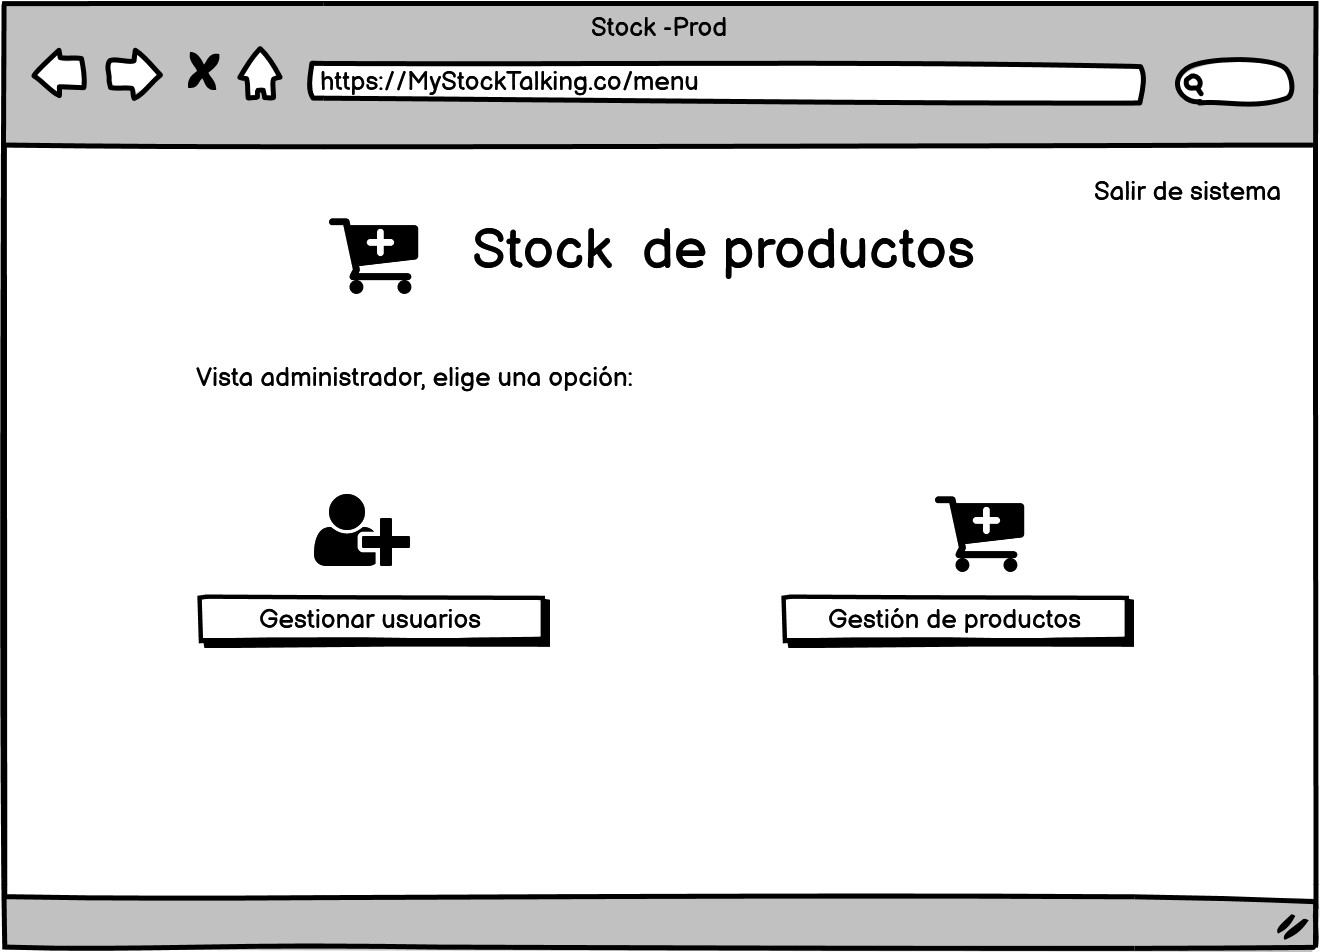 Stock -Prod
https://MyStockTalking.co/menu
Salir de sistema
Stock de productos
Vista administrador, elige una opción:
Gestionar usuarios
Gestión de productos